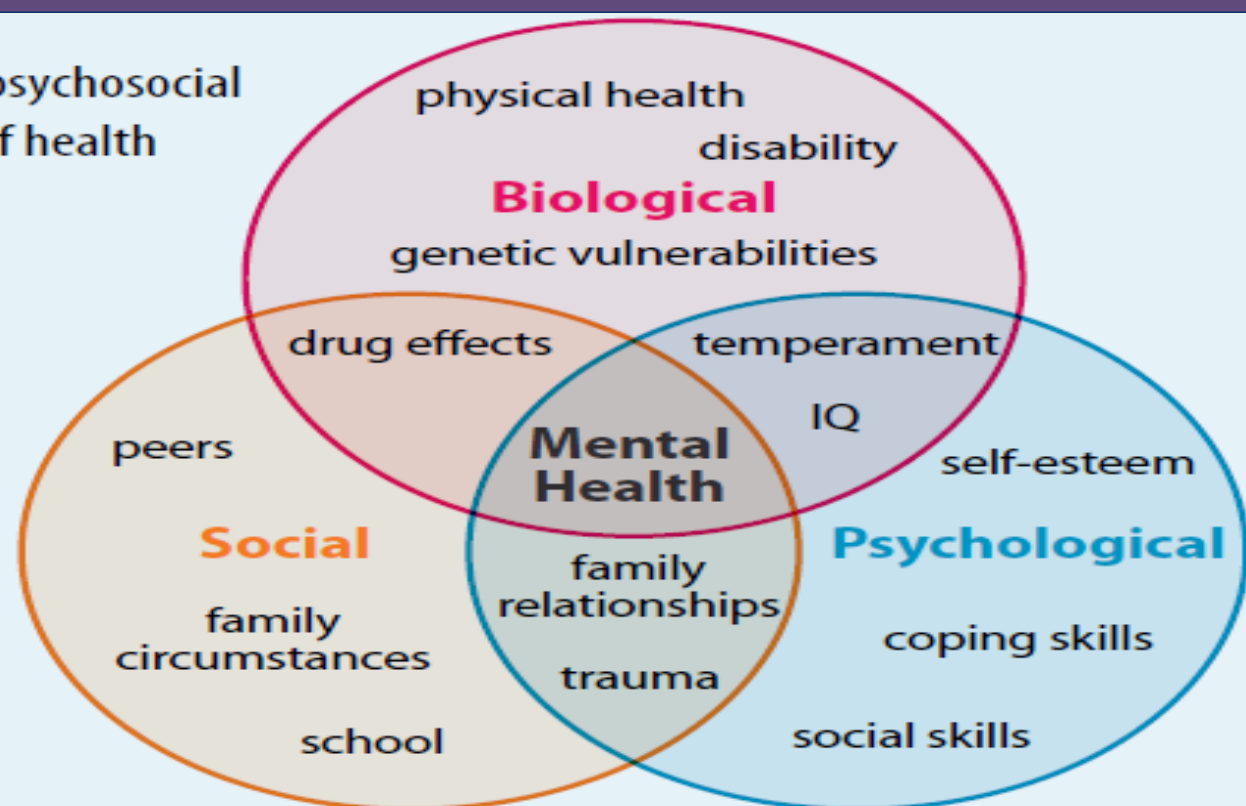 psychosocial
f health
physical health
disability
Biological
genetic vulnerabilities
drug effects
temperament
IQ
Mental
Health
peers
self-esteem
Social
Psychological
family
relationships
family
circumstances
coping skills
trauma
school
social skills